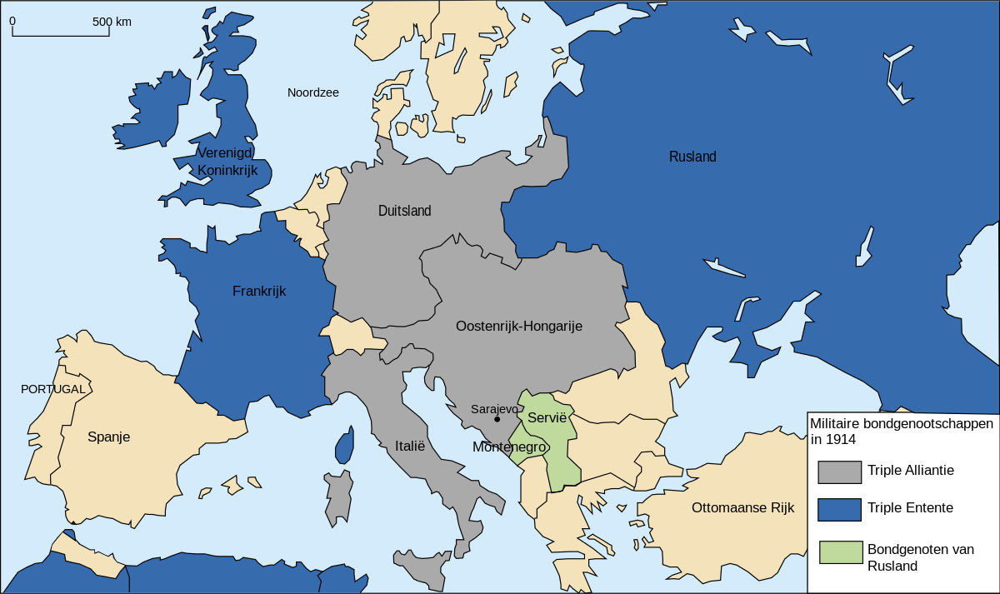 0 500 km
Noordzee
Verenigd
Koninkrijk
Rusland
Duitsland
Frankrijk
Oostenrijk-Hongarije
PORTUGAL
Spanje
Sarajevo
Servië
Montenegro
Italië
Ottomaanse Rijk
Militaire bondgenootschappen
in 1914
Triple Alliantie
Triple Entente
Bondgenoten van
Rusland